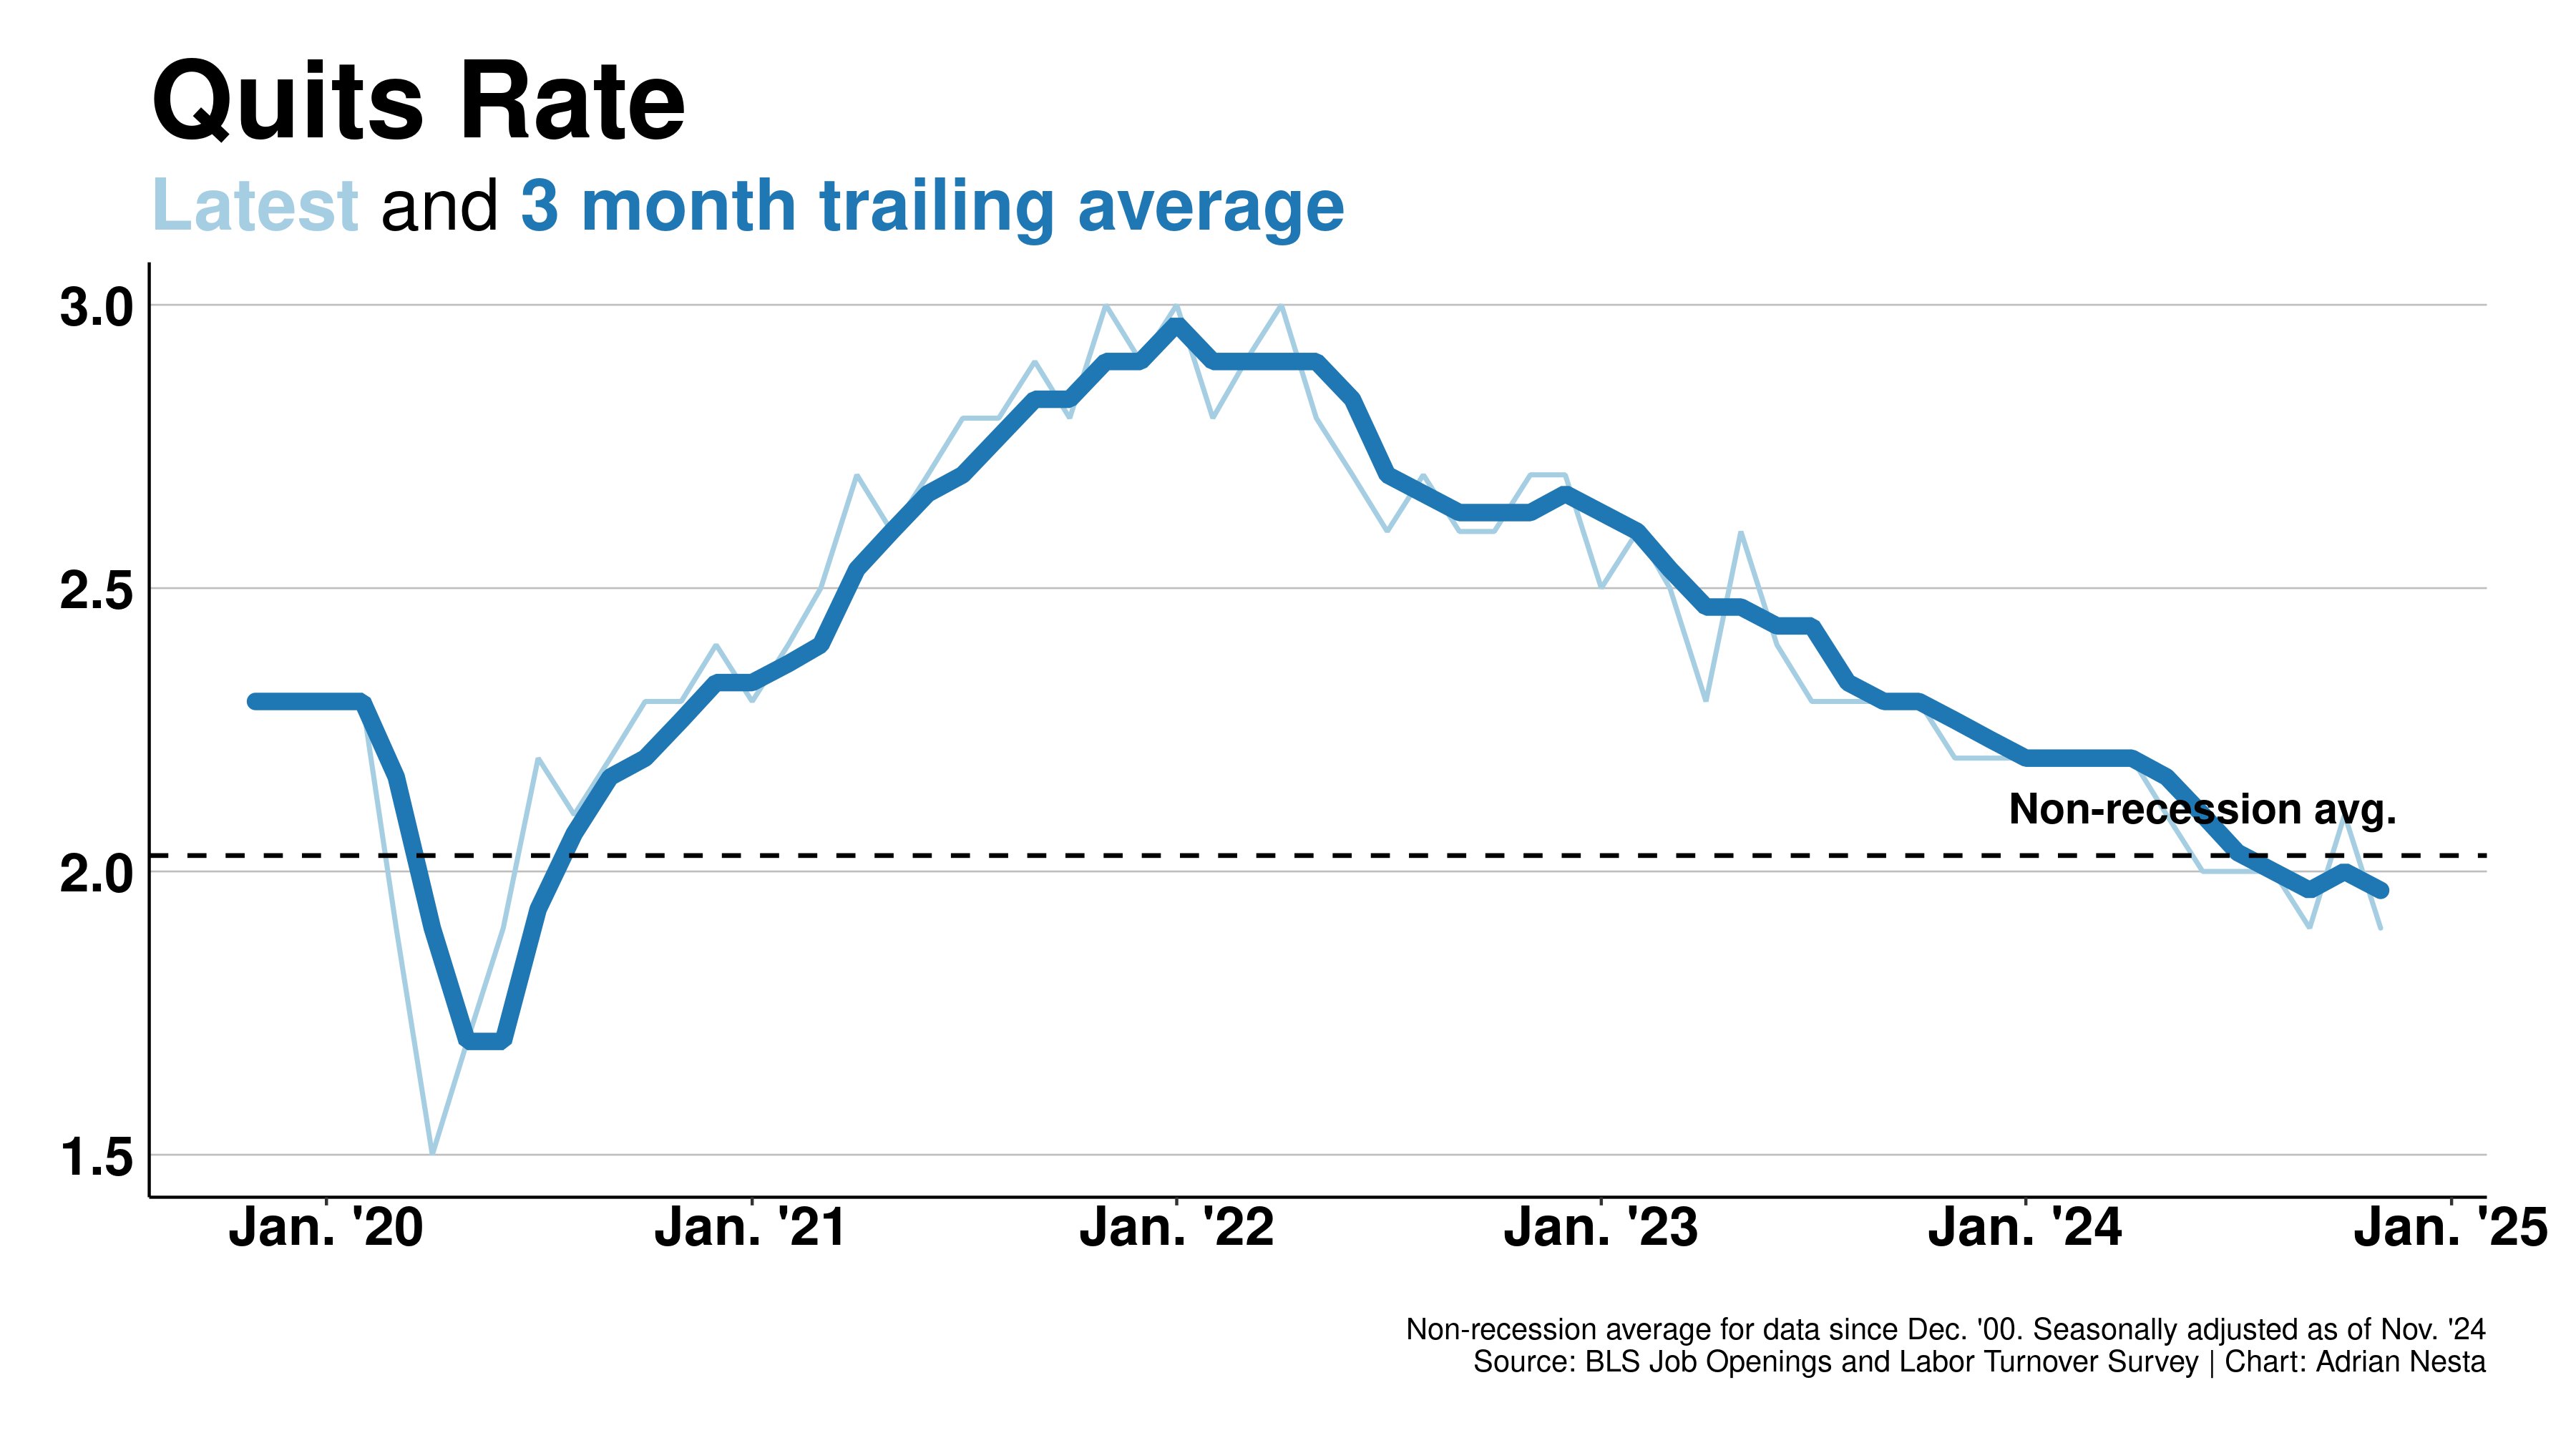 Quits Rate
Latest and 3 month trailing average
3.0
2.5
Non-recession avg.
2.0
1.5
Jan. '20 Jan. '21 Jan. '22 Jan. '23 Jan. '24 Jan. '25
Non-recession average for data since Dec. '00. Seasonally adjusted as of Nov. '24
Source: BLS Job Openings and Labor Turnover Survey | Chart: Adrian Nesta